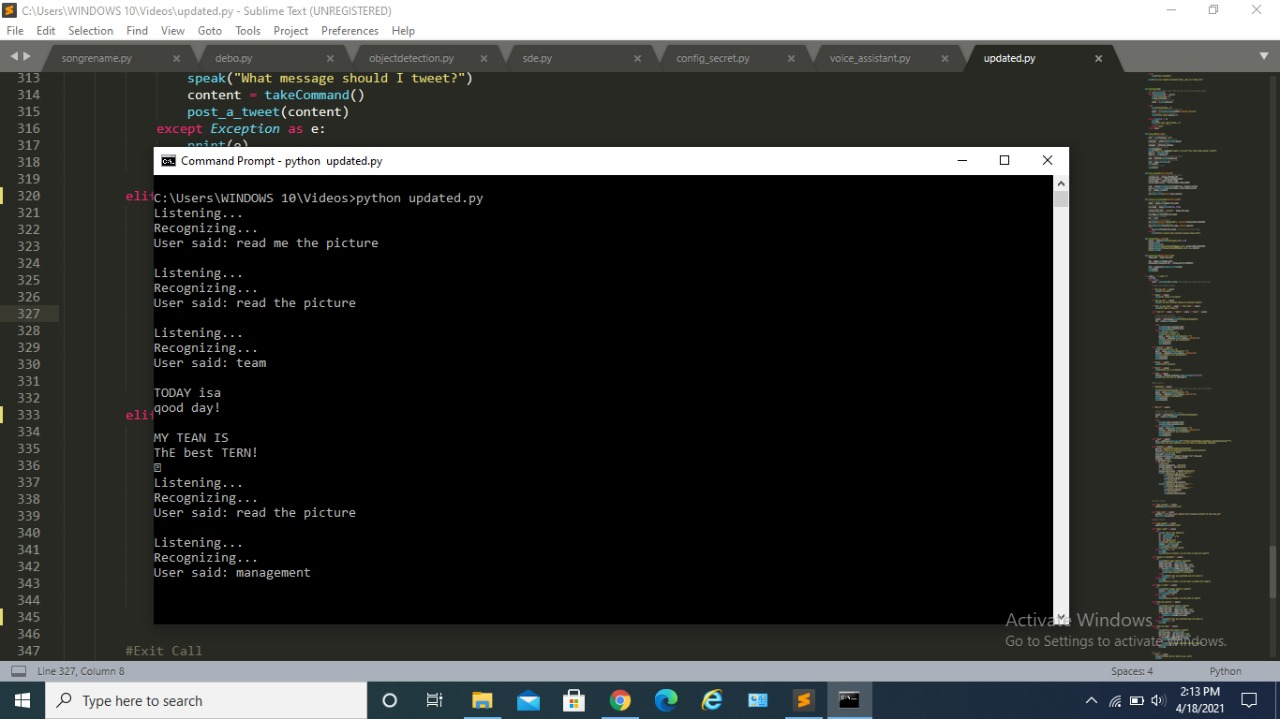 C:\Users\WINDOWS 10\Videos\updated.py - Sublime Text (UNREGISTERED)
File Edit Selection Find View Goto Tools Project Preferences Help
songrename.py debo.py objectdetection.py sde.py config_secret.py voice_assistant.py updated.py
313 speak("What message should I tweet?")
314 content = takeCommand()
315 post_a_tweet(content)
316 except Exception as e:
317 print(e)
318
319
320 elif
321
322
323
324
325
326
327
328
329
330
331
332
333 elif
334
335
336
337
338
339
340
341
342
343
344
345
346
347 #Exit Call
Command Prompt - python  updated.py
C:\Users\WINDOWS 10\Videos>python updated.py
Listening...
Recognizing...
User said: read me the picture
Listening...
Recognizing...
User said: read the picture
Listening...
Recognizing...
User said: team
TODAY isa
qood day!
MY TEAN IS
ThE best TERN!
Listening...
Recognizing...
User said: read the picture
Listening...
Recognizing...
User said: management
Activate Windows
Go to Settings to activate Windows.
Line 327, Column 8 Spaces: 4 Python
Type here to search
2:13 PM
4/18/2021